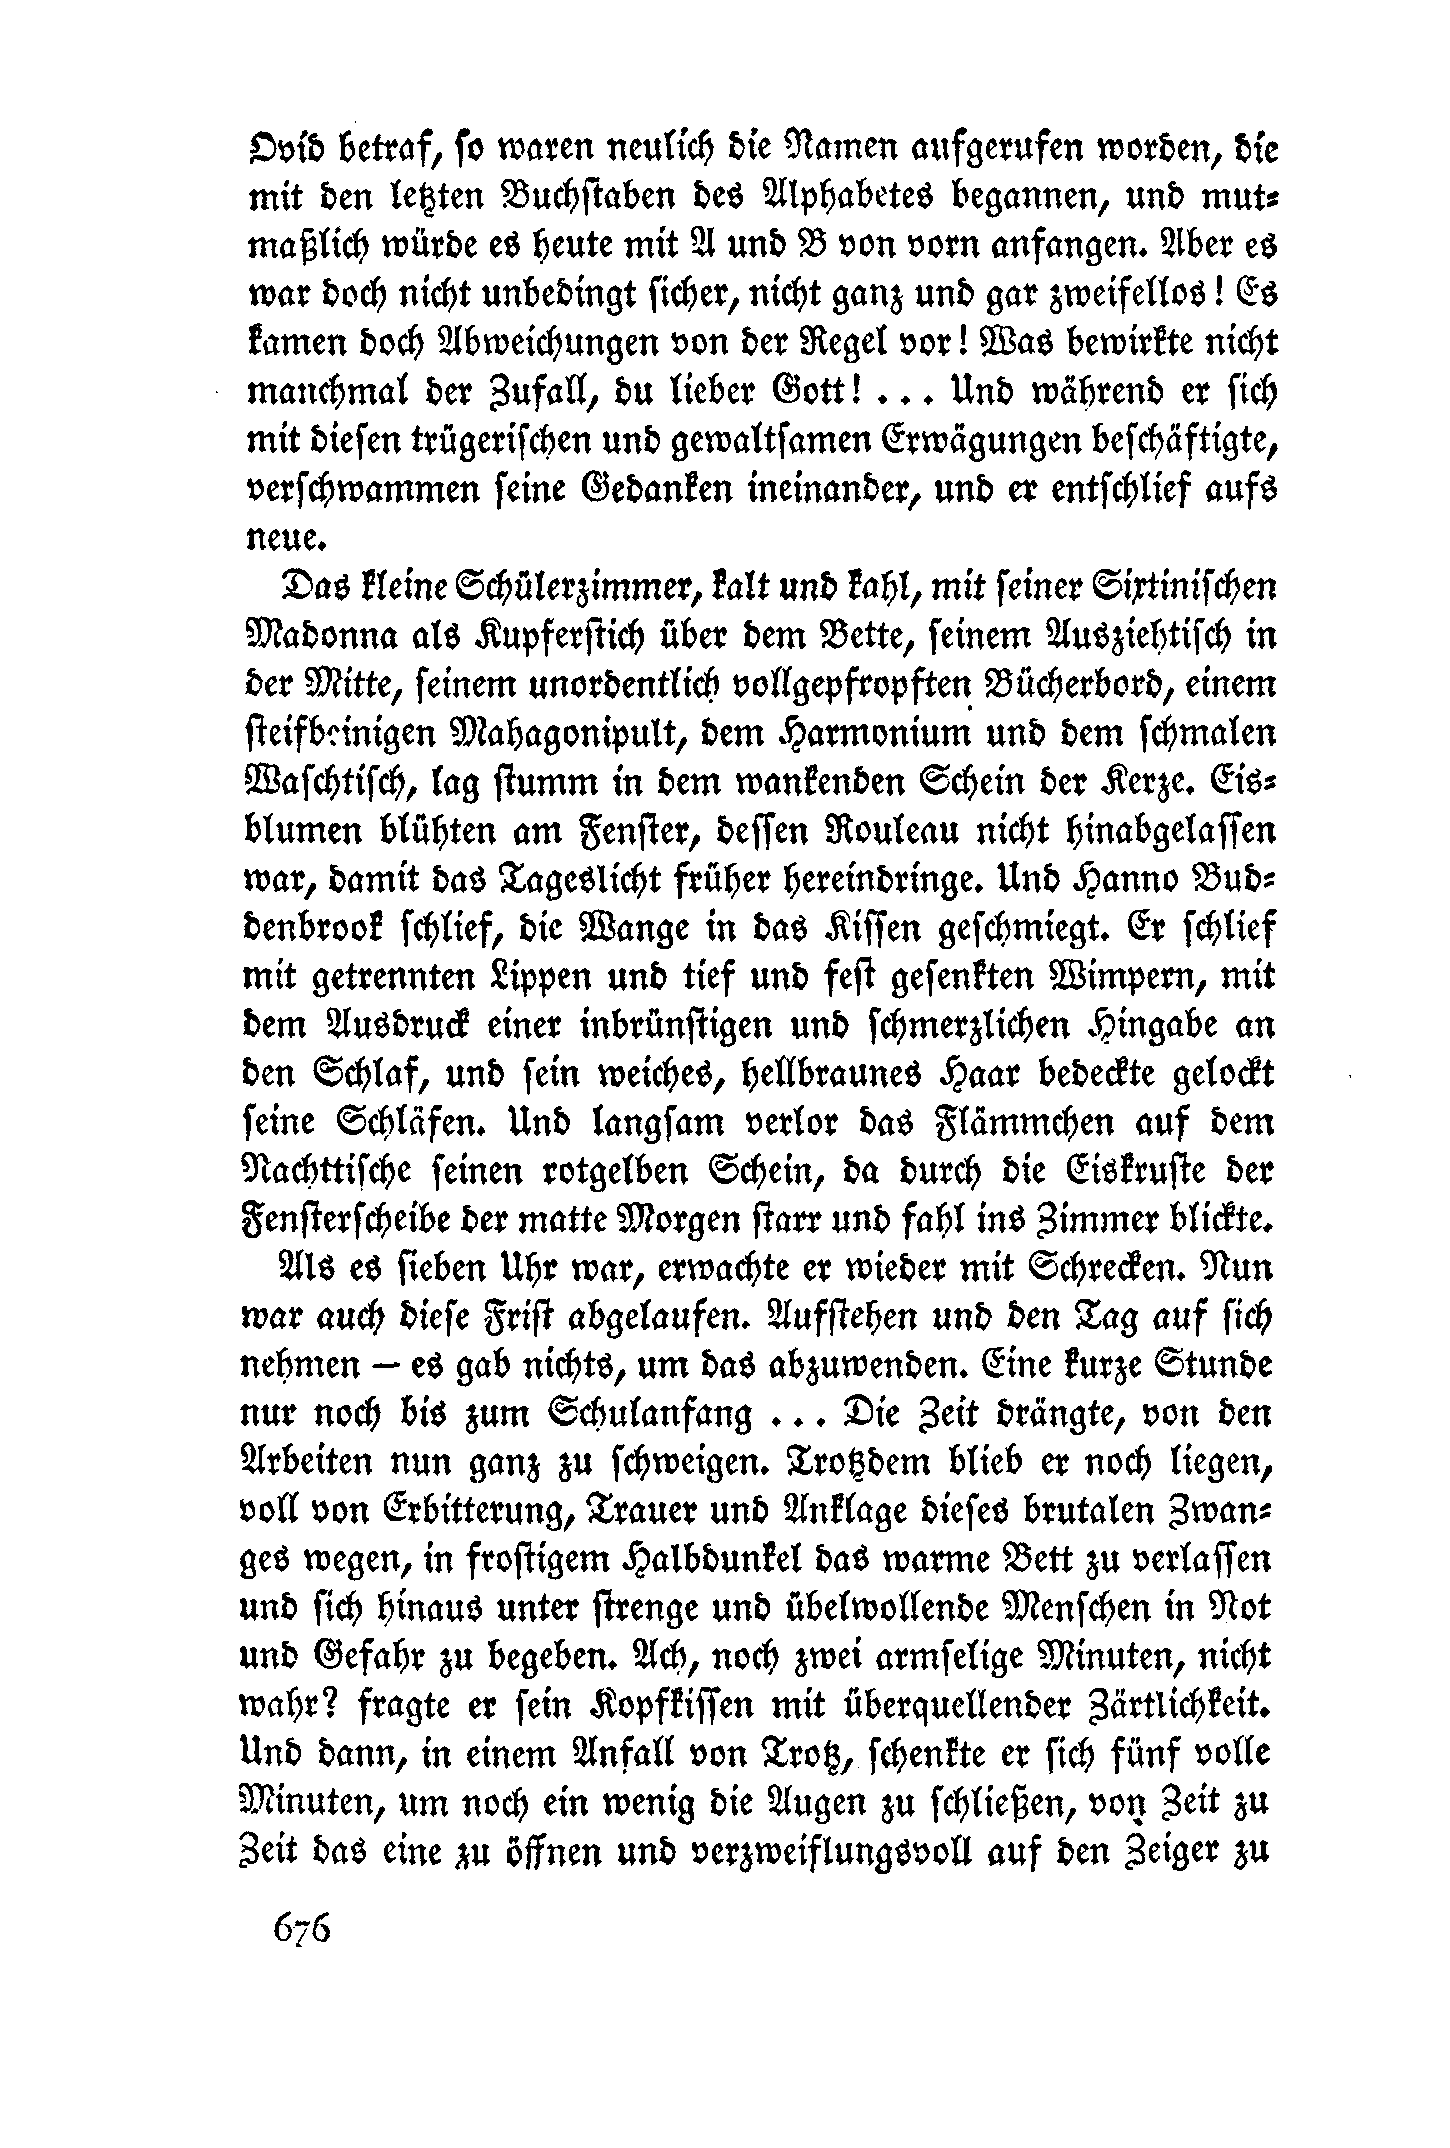 Ovid betraf, so waren neulich die Namen aufgerufen worden, die
mit den letzten Buchstaben des Alphabetes begannen, und mut-
maßlich würde es heute mit A und B von vorn anfangen. Aber es
war doch nicht unbedingt sicher, nicht ganz und gar zweifellos! Es
kamen doch Abweichungen von der Regel vor! Was bewirkte nicht
manchmal der Zufall, du lieber Gott! ... Und während er sich
mit diesen trügerischen und gewaltsamen Erwägungen beschäftigte,
verschwammen seine Gedanken ineinander, und er entschlief aufs
neue.
Das kleine Schülerzimmer, kalt und kahl, mit seiner Sixtinischen
Madonna als Kupferstich über dem Bette, seinem Ausziehtisch in
der Mitte, seinem unordentlich vollgepfropften Bücherbord, einem
steifbeinigen Mahagonipult, dem Harmonium und dem schmalen
Waschtisch, lag stumm in dem wankenden Schein der Kerze. Eis-
blumen blühten am Fenster, dessen Rouleau nicht hinabgelassen
war, damit das Tageslicht früher hereindringe. Und Hanno Bud-
denbrook schlief, die Wange in das Kissen geschmiegt. Er schlief
mit getrennten Lippen und tief und fest gesenkten Wimpern, mit
dem Ausdruck einer inbrünstigen und schmerzlichen Hingabe an
den Schlaf, und sein weiches, hellbraunes Haar bedeckte gelockt
seine Schläfen. Und langsam verlor das Flämmchen auf dem
Nachttische seinen rotgelben Schein, da durch die Eiskruste der
Fensterscheibe der matte Morgen starr und fahl ins Zimmer blickte.
Als es sieben Uhr war, erwachte er wieder mit Schrecken. Nun
war auch diese Frist abgelaufen. Aufstehen und den Tag auf sich
nehmen — es gab nichts, um das abzuwenden. Eine kurze Stunde
nur noch bis zum Schulanfang ... Die Zeit drängte, von den
Arbeiten nun ganz zu schweigen. Trotzdem blieb er noch liegen,
voll von Erbitterung, Trauer und Anklage dieses brutalen Zwan-
ges wegen, in frostigem Halbdunkel das warme Bett zu verlassen
und sich hinaus unter strenge und übelwollende Menschen in Not
und Gefahr zu begeben. Ach, noch zwei armselige Minuten, nicht
wahr? fragte er sein Kopfkissen mit überquellender Zärtlichkeit.
Und dann, in einem Anfall von Trotz, schenkte er sich fünf volle
Minuten, um noch ein wenig die Augen zu schließen, von Zeit zu
Zeit das eine zu öffnen und verzweiflungsvoll auf den Zeiger zu
676